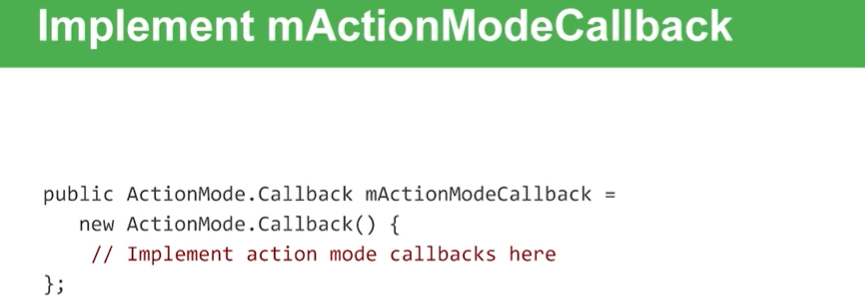 Implement mActionModeCallback
public ActionMode.Callback mActionModeCallback =
new ActionMode.Callback() {
// Implement action mode callbacks here
};